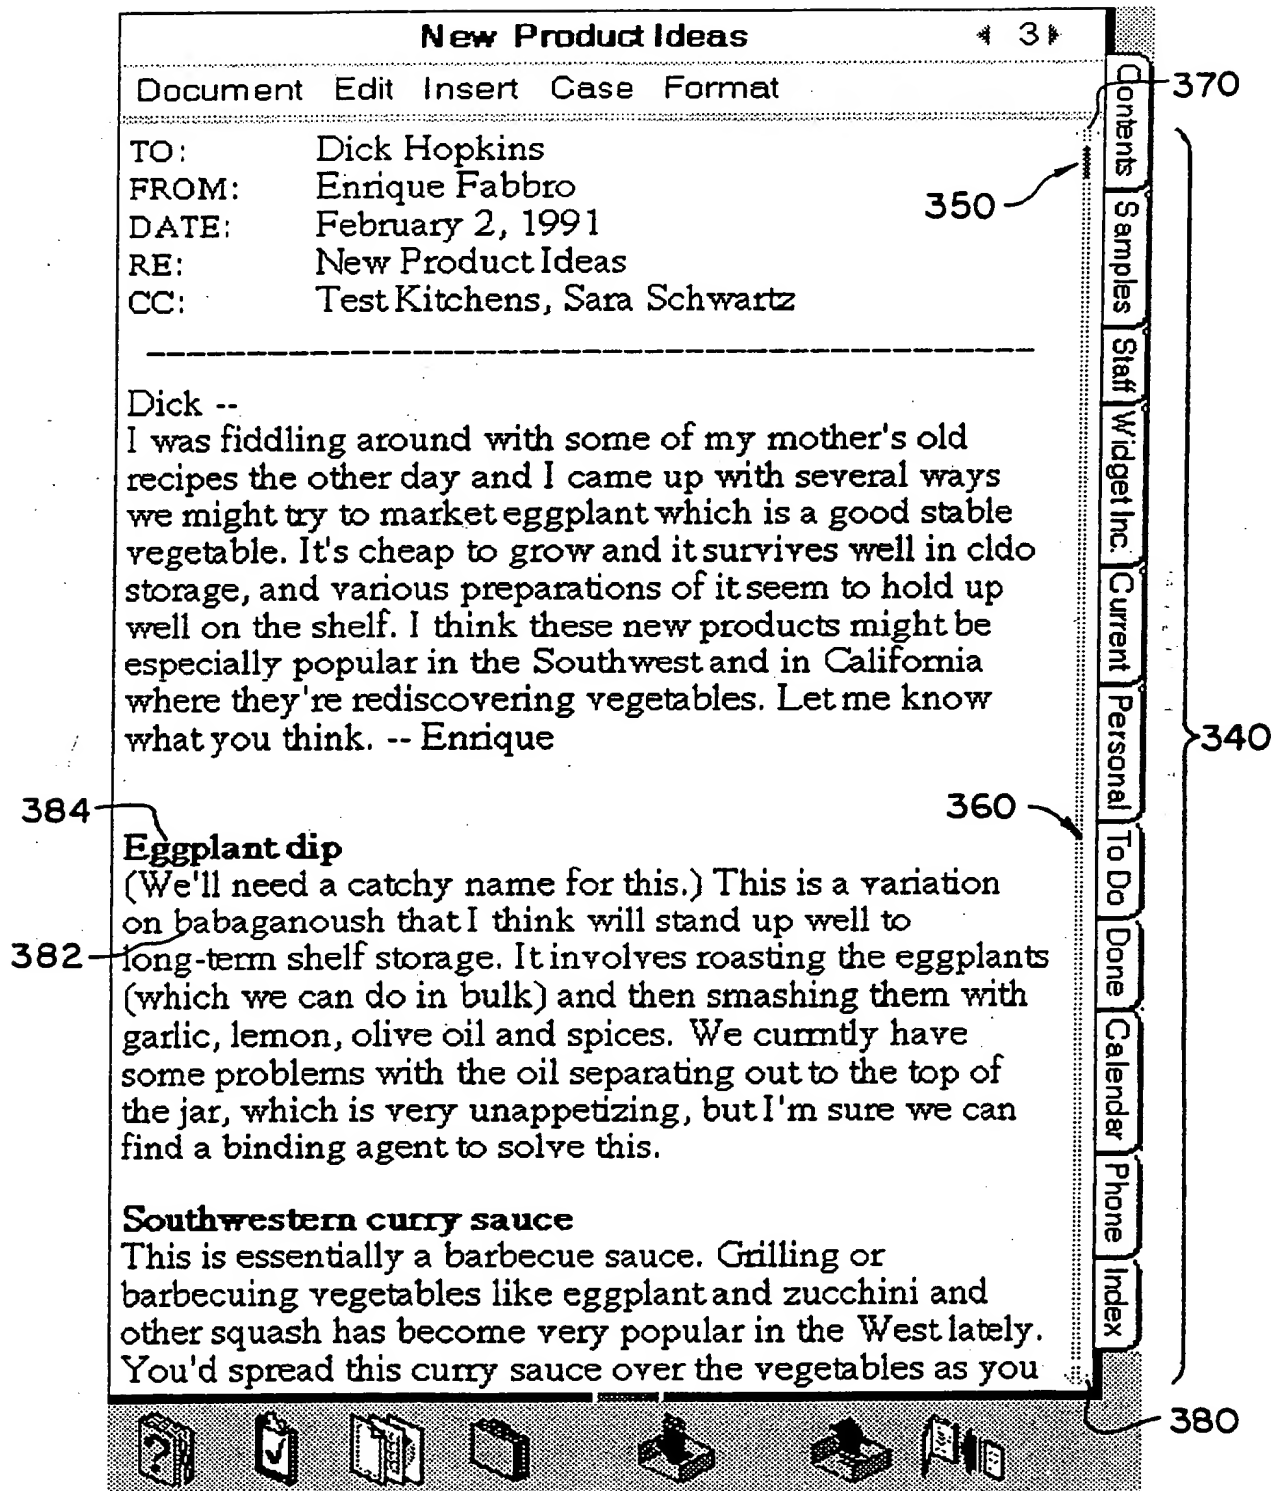 New Product Ideas 3
Document Edit Insert Case Format
370
TO: Dick Hopkins
FROM: Enrique Fabbro
350
DATE: February 2, 1991
RE: New Product Ideas
CC: Test Kitchens, Sara Schwartz
Dick --
I was fiddling around with some of my mother's old
recipes the other day and I came up with several ways
we might try to market eggplant which is a good stable
vegetable. It's cheap to grow and it survives well in cldo
storage, and various preparations of it seem to hold up
well on the shelf. I think these new products might be
especially popular in the Southwest and in California
where they're rediscovering vegetables. Let me know
what you think. -- Enrique
340
384
360
Eggplant dip
(We'll need a catchy name for this.) This is a variation
on babaganoush that I think will stand up well to
382
long-term shelf storage. It involves roasting the eggplants
(which we can do in bulk) and then smashing them with
garlic, lemon, olive oil and spices. We curmtly have
some problems with the oil separating out to the top of
the jar, which is very unappetizing, but I'm sure we can
find a binding agent to solve this.
Southwestern curry sauce
This is essentially a barbecue sauce. Grilling or
barbecuing vegetables like eggplant and zucchini and
other squash has become very popular in the West lately.
You'd spread this curry sauce over the vegetables as you
380
Contents
Samples
Staff
Widget Inc.
Current
Personal
To Do
Done
Calendar
Phone
Index
?